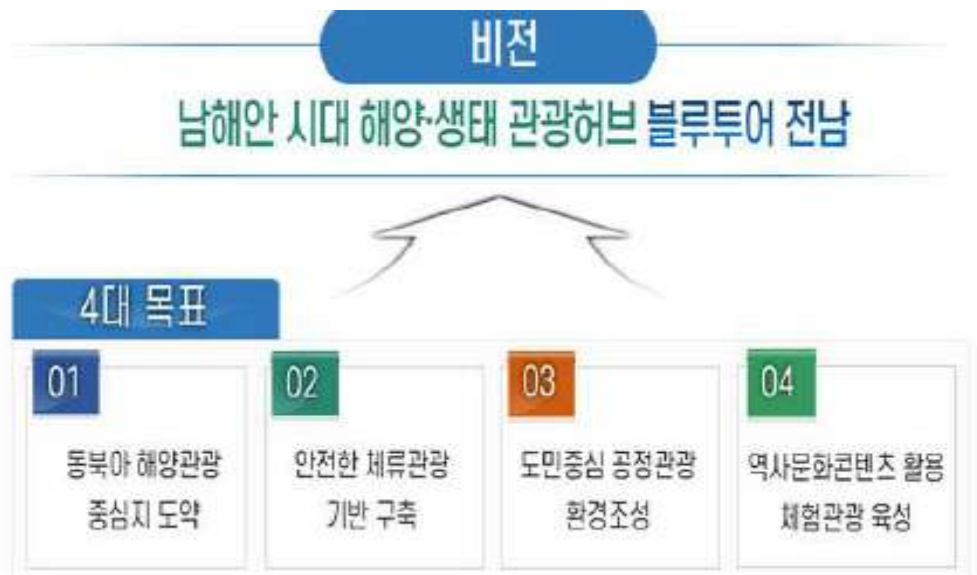 비전
남해안 시대 해양·생태 관광허브 블루투어 전남
4대 목표
01
동북아 해양관광
중심지 도약
02
안전한 체류관광
기반 구축
03
도민중심 공정관광
환경조성
04
역사문화콘텐츠 활용
체험관광 육성